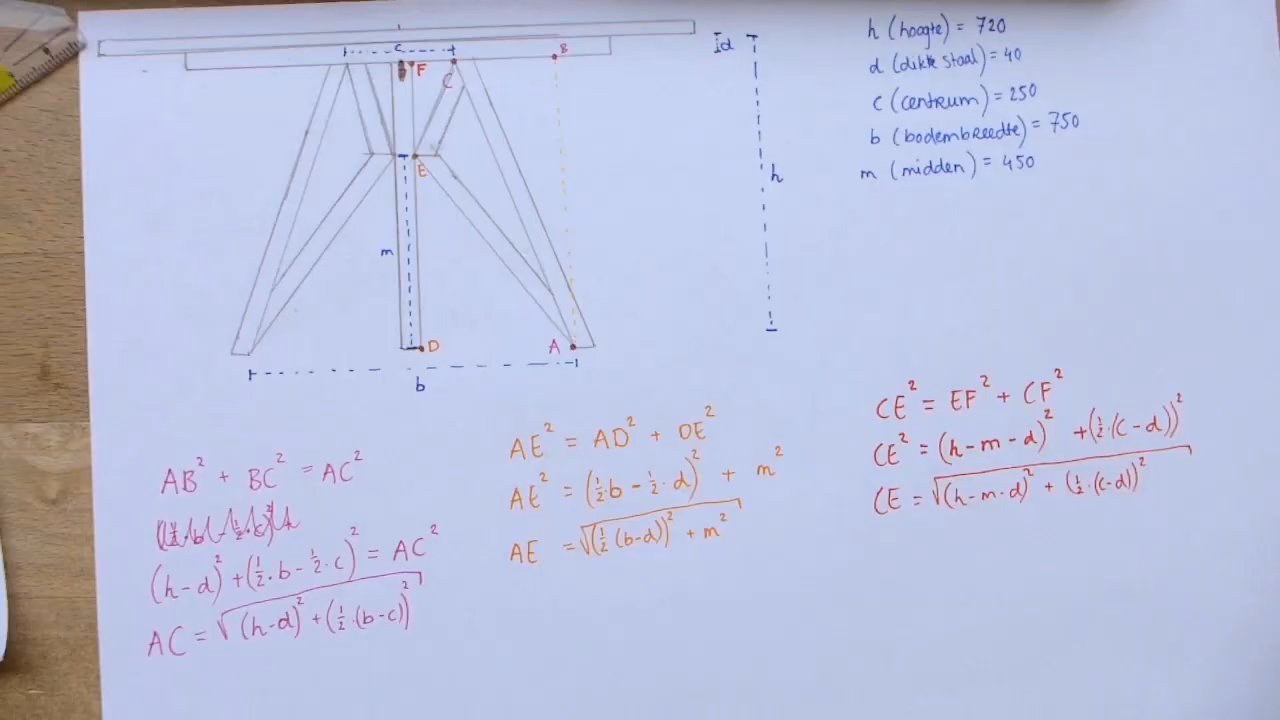 h (hoogte) = 720
d (dikte staal) = 40
c (centrum) = 250
b (bodembreedte) = 750
m (midden) = 450
d
c
B
F
C
E
h
m
D
A
b
AB² + BC² = AC²
(h-d)² + (½·b - ½·c)² = AC²
AC = √(h-d)² + (½·(b-c))²
AE² = AD² + DE²
AE² = (½b - ½·d)² + m²
AE = √(½(b-d))² + m²
CE² = EF² + CF²
CE² = (h-m-d)² + (½·(c-d))²
CE = √(h-m-d)² + (½·(c-d))²